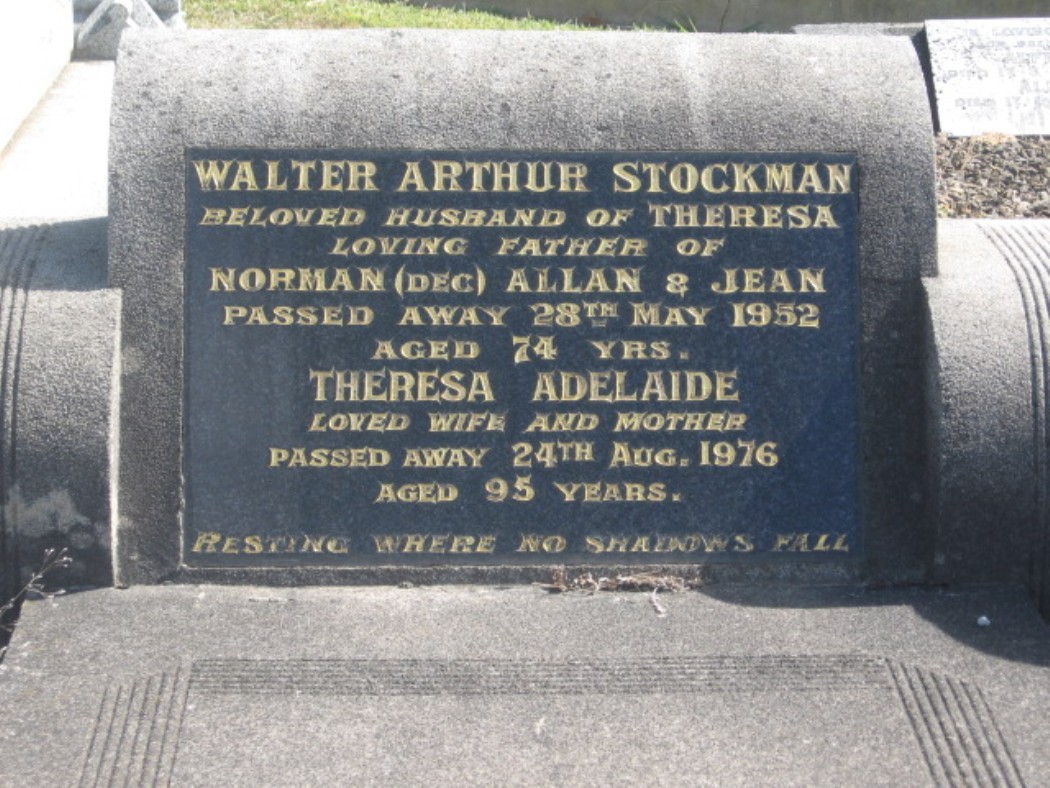 WALTER ARTHUR STOCKMAN
BELOVED HUSBAND OF THERESA
LOVING FATHER OF
NORMAN (DEC) ALLAN & JEAN
PASSED AWAY 28TH MAY 1952
AGED 74 YRS.
THERESA ADELAIDE
LOVED WIFE AND MOTHER
PASSED AWAY 24TH AUG. 1976
AGED 95 YEARS.
RESTING WHERE NO SHADOWS FALL